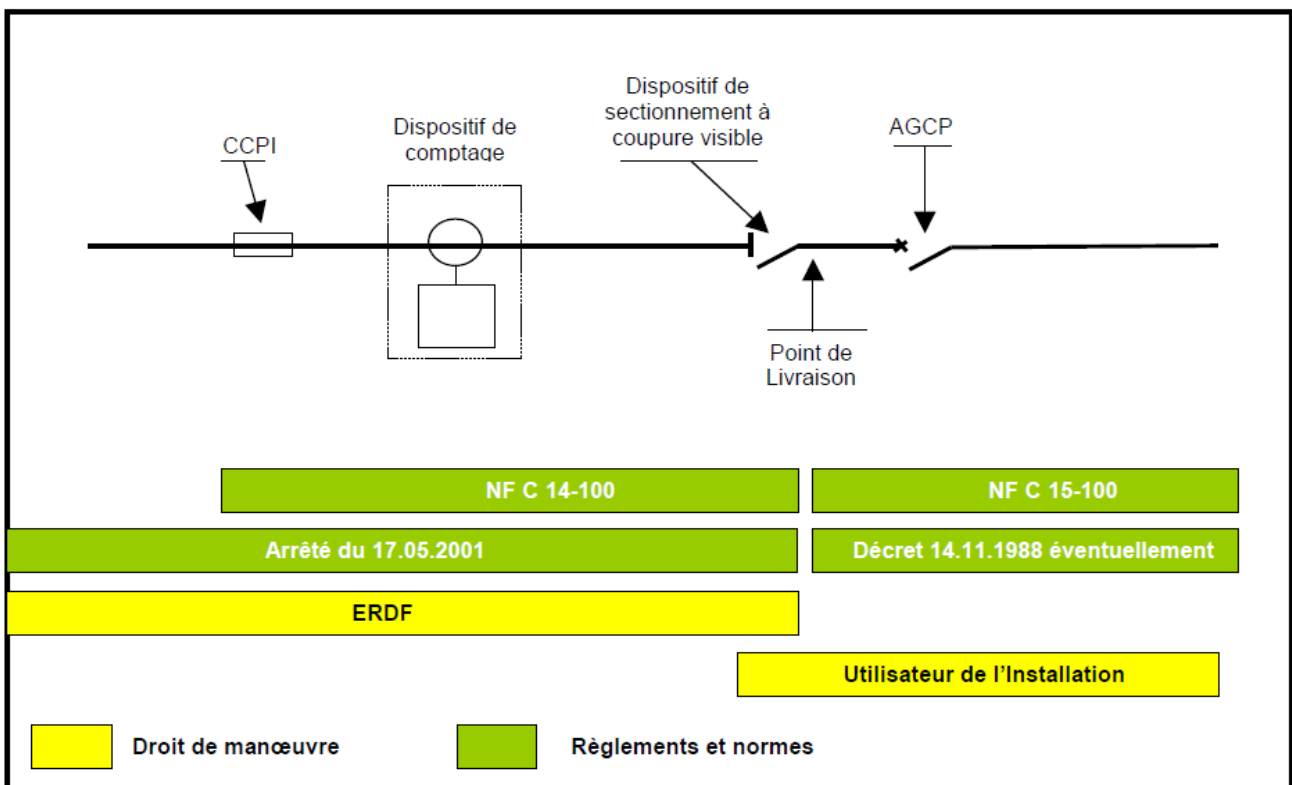 CCPI
Dispositif de
comptage
Dispositif de
sectionnement à
coupure visible
AGCP
Point de
Livraison
NF C 14-100
NF C 15-100
Arrêté du 17.05.2001
Décret 14.11.1988 éventuellement
ERDF
Utilisateur de l'Installation
Droit de manœuvre
Règlements et normes